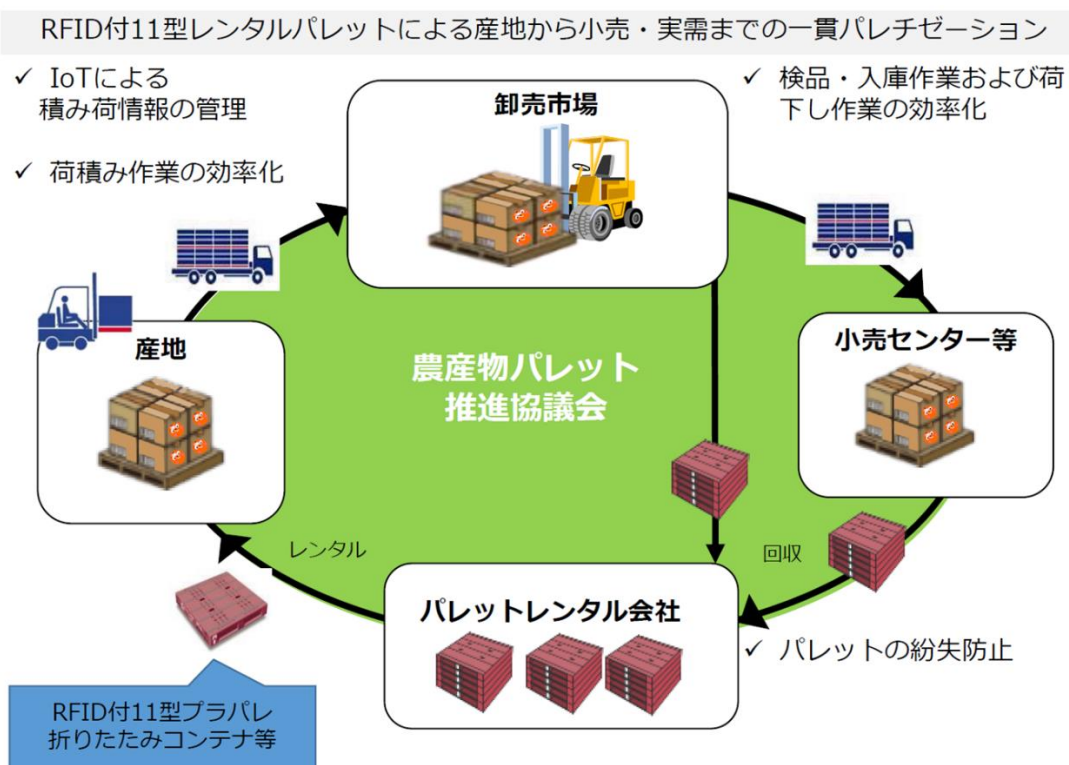 RFID付11型レンタルパレットによる産地から小売・実需までの一貫パレチゼーション
✓ IoTによる
積み荷情報の管理
✓ 荷積み作業の効率化
卸売市場
✓ 検品・入庫作業および荷
下し作業の効率化
産地
農産物パレット
推進協議会
小売センター等
レンタル
回収
パレットレンタル会社
✓ パレットの紛失防止
RFID付11型プラパレ
折りたたみコンテナ等